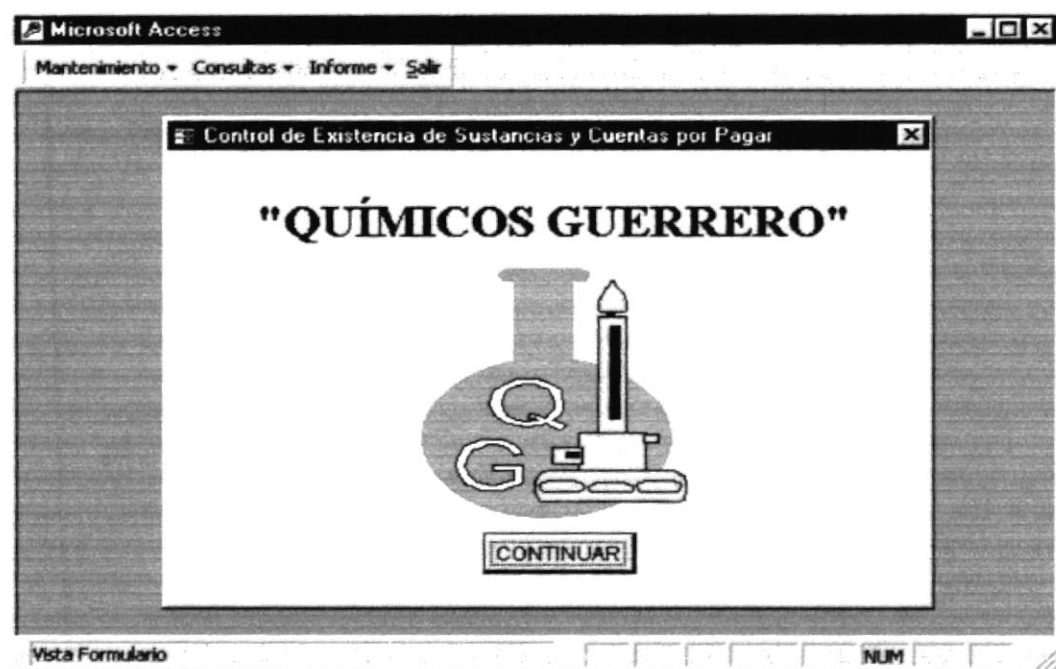 Microsoft Access
Mantenimiento Consultas Informe Salir
Control de Existencia de Sustancias y Cuentas por Pagar
"QUÍMICOS GUERRERO"
Q
G
CONTINUAR
Vista Formulario NUM